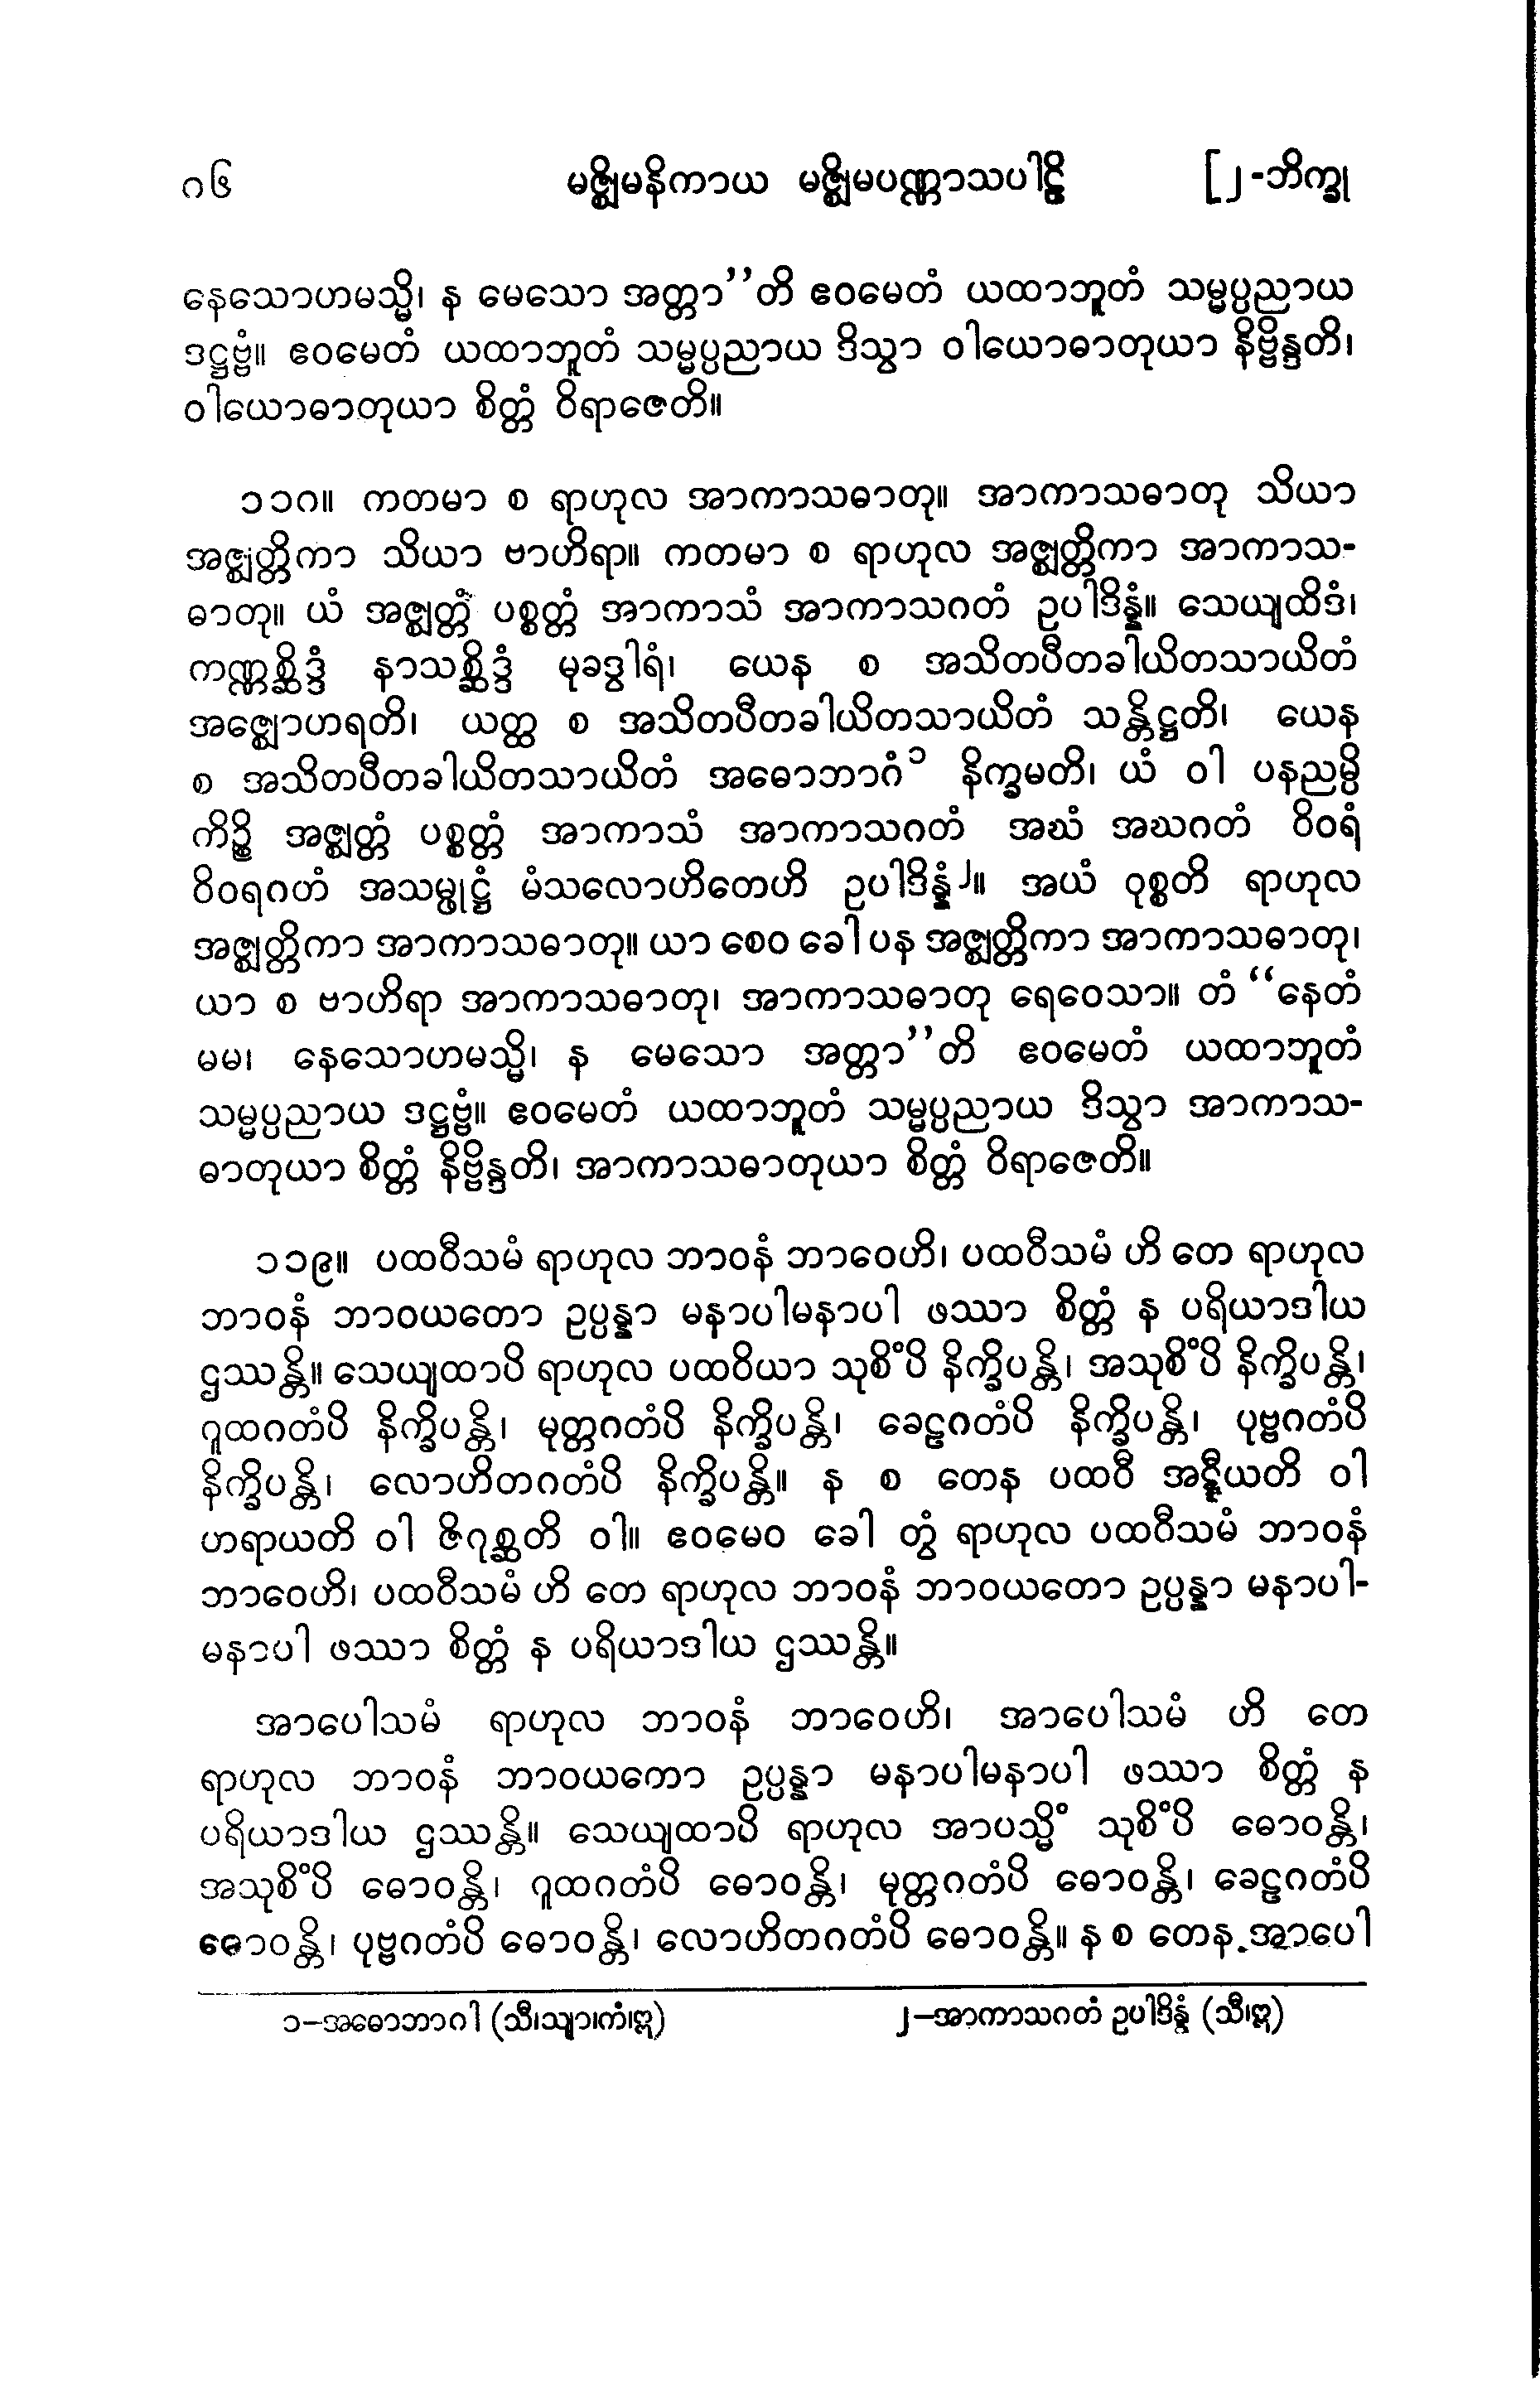 ၈၆ မဇ္ဈိမနိကာယ မဇ္ဈိမပဏ္ဏာသပါဠိ [၂-ဘိက္ခု
နေသောဟမသ္မိ၊ န မေသော အတ္တာ’’တိ ဧဝမေတံ ယထာဘူတံ သမ္မပ္ပညာယ
ဒဋ္ဌဗ္ဗံ။ ဧဝမေတံ ယထာဘူတံ သမ္မပ္ပညာယ ဒိသွာ ဝါယောဓာတုယာ နိဗ္ဗိန္ဒတိ၊
ဝါယောဓာတုယာ စိတ္တံ ဝိရာဇေတိ။
၁၁၈။ ကတမာ စ ရာဟုလ အာကာသဓာတု။ အာကာသဓာတု သိယာ
အဇ္ဈတ္တိကာ သိယာ ဗာဟိရာ။ ကတမာ စ ရာဟုလ အဇ္ဈတ္တိကာ အာကာသ-
ဓာတု။ ယံ အဇ္ဈတ္တံ ပစ္စတ္တံ အာကာသံ အာကာသဂတံ ဥပါဒိန္နံ။ သေယျထိဒံ၊
ကဏ္ဏစ္ဆိဒ္ဒံ နာသစ္ဆိဒ္ဒံ မုခဒွါရံ၊ ယေန စ အသိတပီတခါယိတသာယိတံ
အဇ္ဈောဟရတိ၊ ယတ္ထ စ အသိတပီတခါယိတသာယိတံ သန္တိဋ္ဌတိ၊ ယေန
စ အသိတပီတခါယိတသာယိတံ အဓောဘာဂံ၁ နိက္ခမတိ၊ ယံ ဝါ ပနညမ္ပိ
ကိဉ္စိ အဇ္ဈတ္တံ ပစ္စတ္တံ အာကာသံ အာကာသဂတံ အဃံ အဃဂတံ ဝိဝရံ
ဝိဝရဂတံ အသမ္ဖုဋ္ဌံ မံသလောဟိတေဟိ ဥပါဒိန္နံ၂။ အယံ ဝုစ္စတိ ရာဟုလ
အဇ္ဈတ္တိကာ အာကာသဓာတု။ ယာ စေဝ ခေါ ပန အဇ္ဈတ္တိကာ အာကာသဓာတု၊
ယာ စ ဗာဟိရာ အာကာသဓာတု၊ အာကာသဓာတု ရေဝေသာ။ တံ ‘‘နေတံ
မမ၊ နေသောဟမသ္မိ၊ န မေသော အတ္တာ’’တိ ဧဝမေတံ ယထာဘူတံ
သမ္မပ္ပညာယ ဒဋ္ဌဗ္ဗံ။ ဧဝမေတံ ယထာဘူတံ သမ္မပ္ပညာယ ဒိသွာ အာကာသ-
ဓာတုယာ စိတ္တံ နိဗ္ဗိန္ဒတိ၊ အာကာသဓာတုယာ စိတ္တံ ဝိရာဇေတိ။
၁၁၉။ ပထဝီသမံ ရာဟုလ ဘာဝနံ ဘာဝေဟိ၊ ပထဝီသမံ ဟိ တေ ရာဟုလ
ဘာဝနံ ဘာဝယတော ဥပ္ပန္နာ မနာပါမနာပါ ဖဿာ စိတ္တံ န ပရိယာဒါယ
ဌဿန္တိ။ သေယျထာပိ ရာဟုလ ပထဝိယာ သုစိံပိ နိက္ခိပန္တိ၊ အသုစိံပိ နိက္ခိပန္တိ၊
ဂူထဂတံပိ နိက္ခိပန္တိ၊ မုတ္တဂတံပိ နိက္ခိပန္တိ၊ ခေဠဂတံပိ နိက္ခိပန္တိ၊ ပုဗ္ဗဂတံပိ
နိက္ခိပန္တိ၊ လောဟိတဂတံပိ နိက္ခိပန္တိ။ န စ တေန ပထဝီ အဋ္ဋီယတိ ဝါ
ဟရာယတိ ဝါ ဇိဂုစ္ဆတိ ဝါ။ ဧဝမေဝ ခေါ တွံ ရာဟုလ ပထဝီသမံ ဘာဝနံ
ဘာဝေဟိ၊ ပထဝီသမံ ဟိ တေ ရာဟုလ ဘာဝနံ ဘာဝယတော ဥပ္ပန္နာ မနာပါ-
မနာပါ ဖဿာ စိတ္တံ န ပရိယာဒါယ ဌဿန္တိ။
အာပေါသမံ ရာဟုလ ဘာဝနံ ဘာဝေဟိ၊ အာပေါသမံ ဟိ တေ
ရာဟုလ ဘာဝနံ ဘာဝယကော ဥပ္ပန္နာ မနာပါမနာပါ ဖဿာ စိတ္တံ န
ပရိယာဒါယ ဌဿန္တိ။ သေယျထာပိ ရာဟုလ အာပသ္မိံ သုစိံပိ ဓောဝန္တိ၊
အသုစိံပိ ဓောဝန္တိ၊ ဂူထဂတံပိ ဓောဝန္တိ၊ မုတ္တဂတံပိ ဓောဝန္တိ၊ ခေဠဂတံပိ
ဓောဝန္တိ၊ ပုဗ္ဗဂတံပိ ဓောဝန္တိ၊ လောဟိတဂတံပိ ဓောဝန္တိ။ န စ တေန အာပေါ
၁–အဓောဘာဂါ (သီ၊သျာ၊ကံ၊ဣ) ၂–အာကာသဂတံ ဥပါဒိန္နံ (သီ၊ဣ)